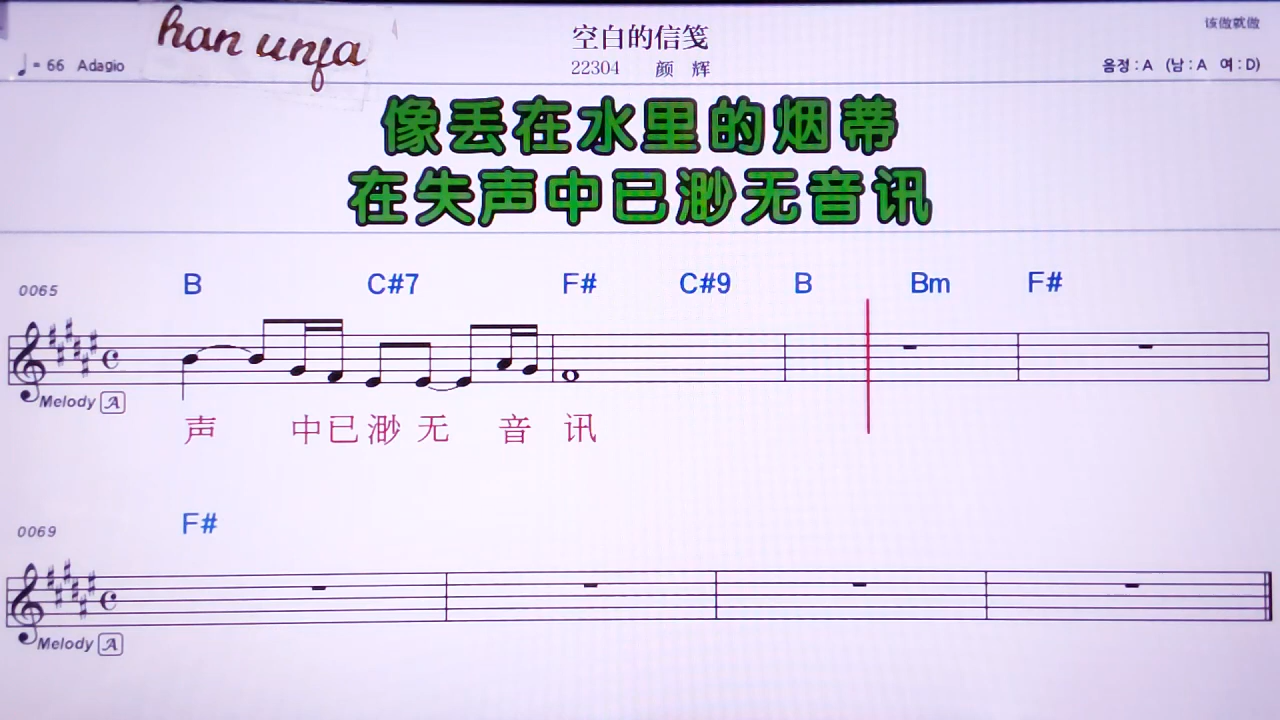 han unja
空白的信笺
该做就做
♩= 66 Adagio
22304 颜 辉
음정 : A (남 : A 여 : D)
像丢在水里的烟蒂
在失声中已渺无音讯
0065
B C#7 F# C#9 B Bm F#
Melody A
声 中已渺 无 音 讯
0069
F#
Melody A